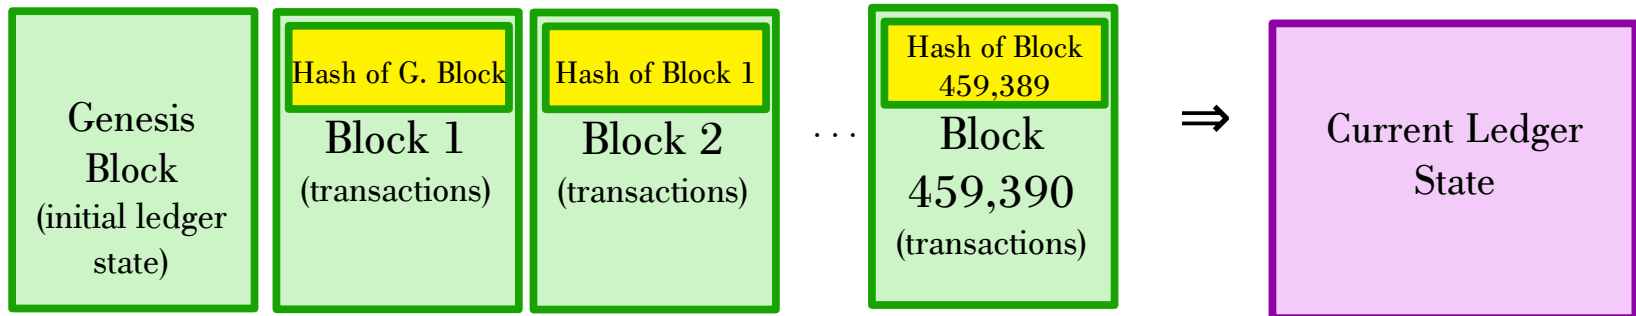 Genesis
Block
(initial ledger
state)
Hash of G. Block
Block 1
(transactions)
Hash of Block 1
Block 2
(transactions)
...
Hash of Block
459,389
Block
459,390
(transactions)
⇒
Current Ledger
State